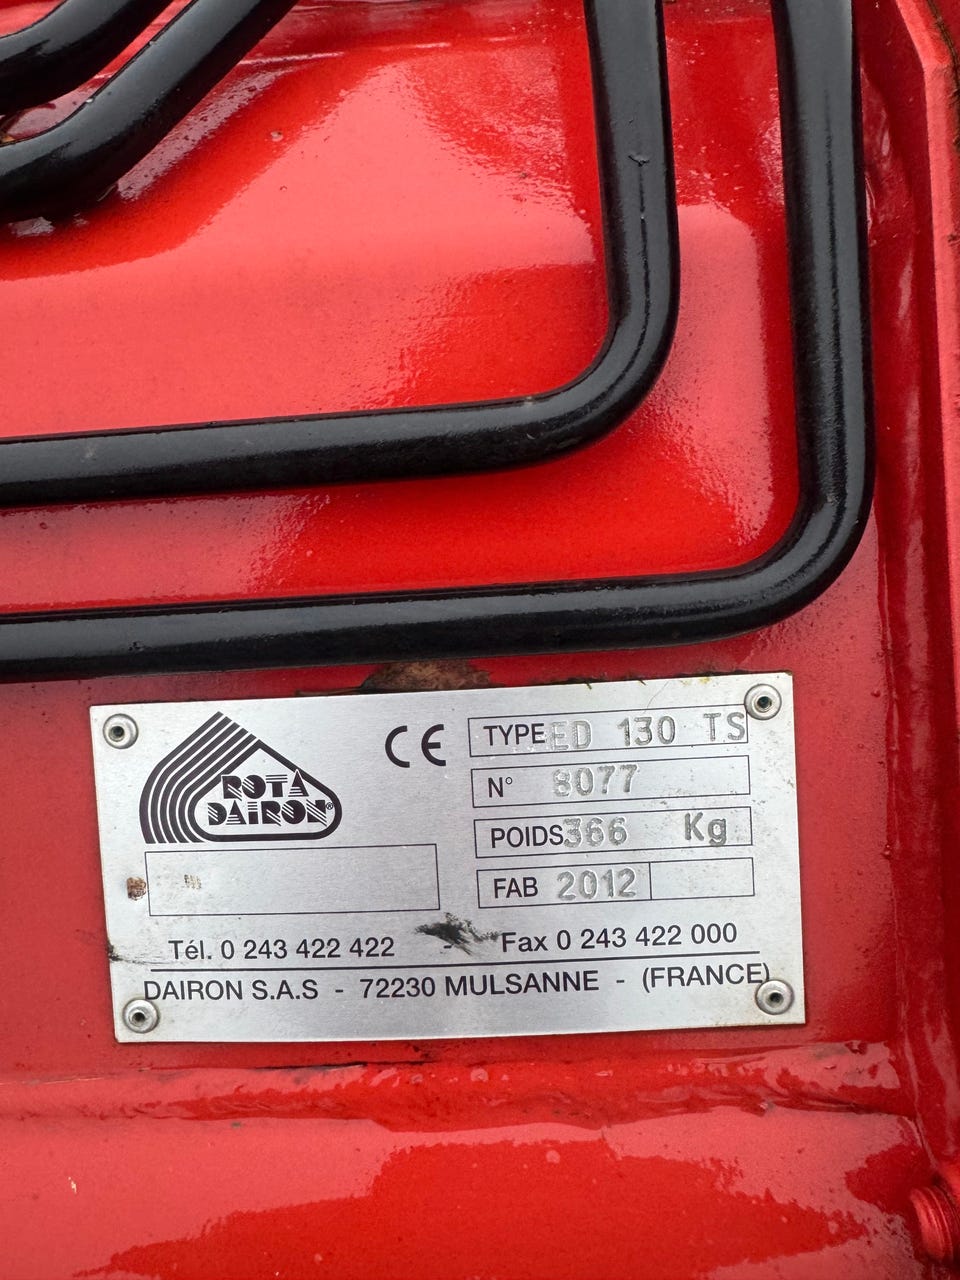 ROTA
DAIRON®
CE
TYPE ED 130 TS
N° 8077
POIDS 366 Kg
FAB 2012
Tél. 0 243 422 422 - Fax 0 243 422 000
DAIRON S.A.S - 72230 MULSANNE - (FRANCE)